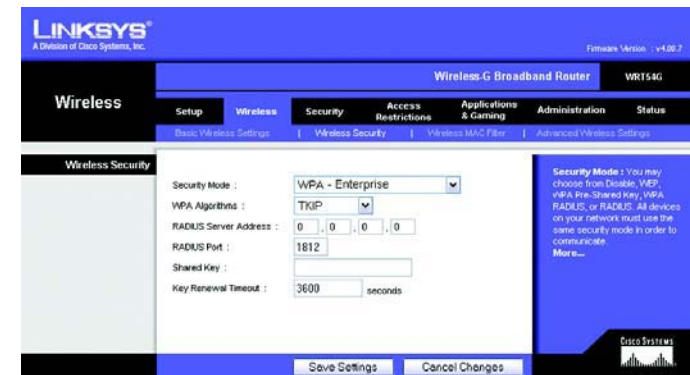 LINKSYS®
A Division of Cisco Systems, Inc.
Firmware Version : v4.00.7
Wireless-G Broadband Router WRT54G
Wireless
Setup Wireless Security Access Restrictions Applications & Gaming Administration Status
Basic Wireless Settings | Wireless Security | Wireless MAC Filter | Advanced Wireless Settings
Wireless Security
Security Mode : WPA - Enterprise
WPA Algorithms : TKIP
RADIUS Server Address : 0 . 0 . 0 . 0
RADIUS Port : 1812
Shared Key :
Key Renewal Timeout : 3600 seconds
Security Mode : You may
choose from Disable, WEP,
WPA Pre-Shared Key, WPA
RADIUS, or RADIUS. All devices
on your network must use the
same security mode in order to
communicate.
More...
CISCO SYSTEMS
Save Settings Cancel Changes